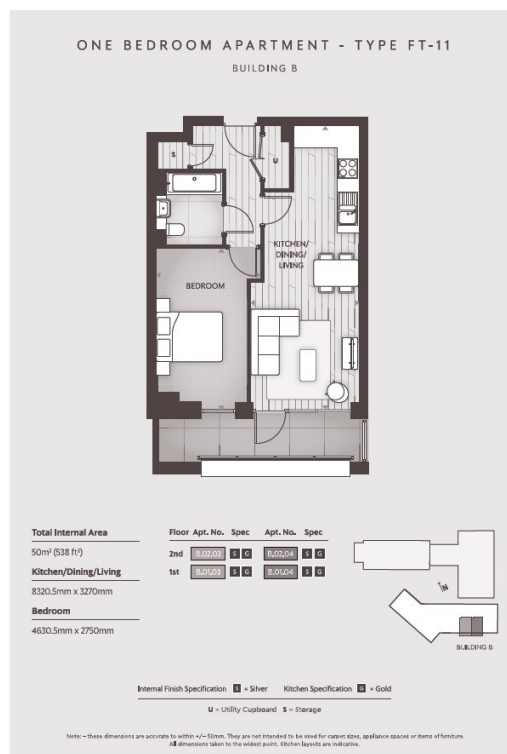 ONE BEDROOM APARTMENT - TYPE FT-11
BUILDING B
S
U
KITCHEN/
DINING/
LIVING
BEDROOM
Total Internal Area
50m² (538 ft²)
Kitchen/Dining/Living
8320.5mm x 3270mm
Bedroom
4630.5mm x 2750mm
Floor Apt. No. Spec Apt. No. Spec
2nd B.02.03 S G B.02.04 S G
1st B.01.03 S G B.01.04 S G
N
BUILDING B
Internal Finish Specification S = Silver Kitchen Specification G = Gold
U = Utility Cupboard S = Storage
Note: – these dimensions are accurate to within +/– 50mm. They are not intended to be used for carpet sizes, appliance spaces or items of furniture.
All dimensions taken to the widest point. Kitchen layouts are indicative.